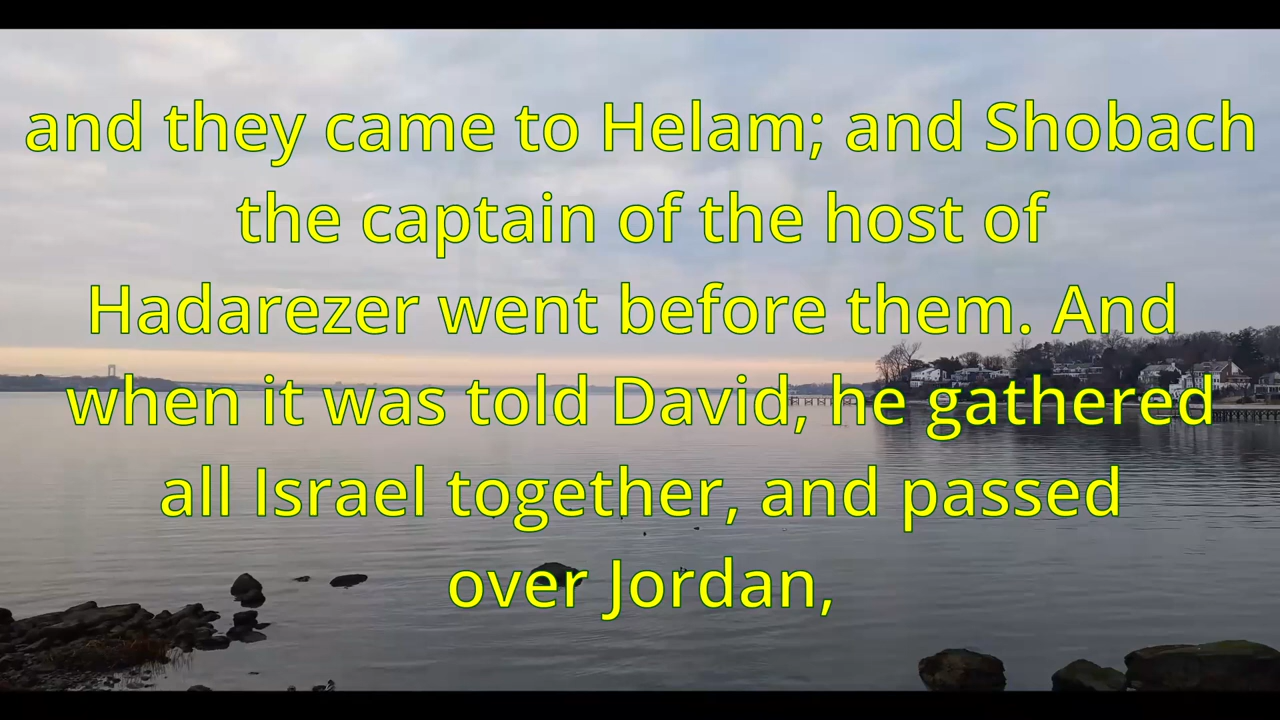 and they came to Helam; and Shobach
the captain of the host of
Hadarezer went before them. And
when it was told David, he gathered
all Israel together, and passed
over Jordan,